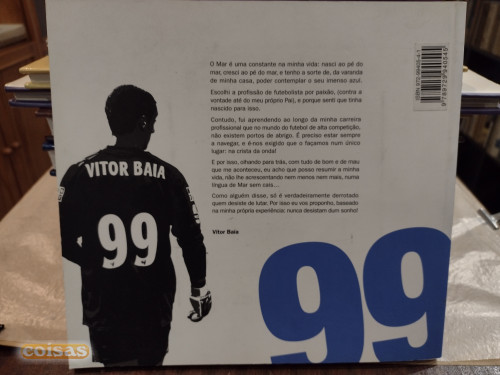 O Mar é uma constante na minha vida: nasci ao pé do
mar, cresci ao pé do mar, e tenho a sorte de, da varanda
de minha casa, poder contemplar o seu imenso azul.
Escolhi a profissão de futebolista por paixão, (contra a
vontade até do meu próprio Pai), e porque senti que tinha
nascido para isso.
Contudo, fui aprendendo ao longo da minha carreira
profissional que no mundo do futebol de alta competição,
não existem portos de abrigo. É preciso estar sempre
a navegar, e é-nos exigido que o façamos num único
lugar: na crista da onda!
E por isso, olhando para trás, com tudo de bom e de mau
que me aconteceu, eu acho que posso resumir a minha
vida, não lhe acrescentando nem menos nem mais, numa
língua de Mar sem cais...
Como alguém disse, só é verdadeiramente derrotado
quem desiste de lutar. Por isso eu vos proponho, baseado
na minha própria experiência: nunca desistam dum sonho!
Vitor Baia
VITOR BAIA
99
99
coisas